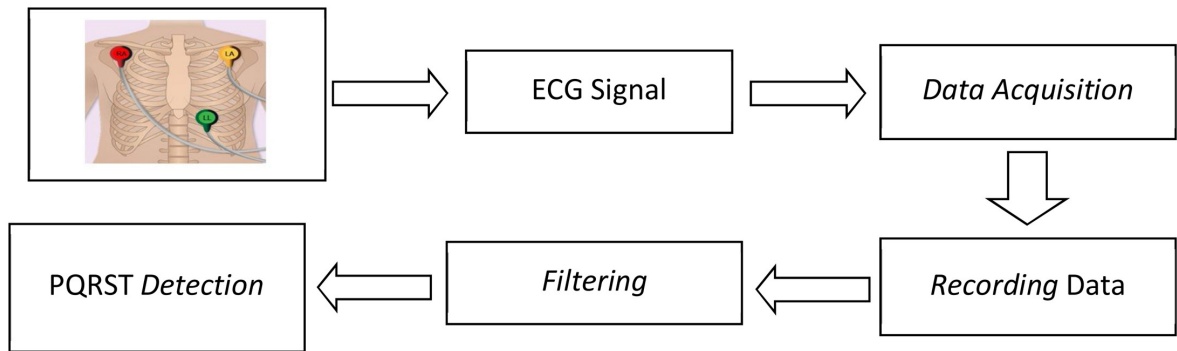 RA
LA
LL
ECG Signal
Data Acquisition
Recording Data
Filtering
PQRST Detection